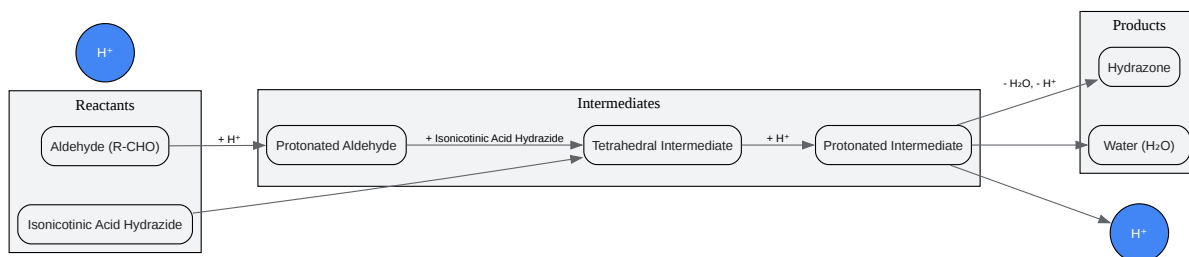 H⁺
Reactants
Aldehyde (R-CHO)
Isonicotinic Acid Hydrazide
+ H⁺
Intermediates
Protonated Aldehyde
+ Isonicotinic Acid Hydrazide
Tetrahedral Intermediate
+ H⁺
Protonated Intermediate
- H₂O, - H⁺
Products
Hydrazone
Water (H₂O)
H⁺